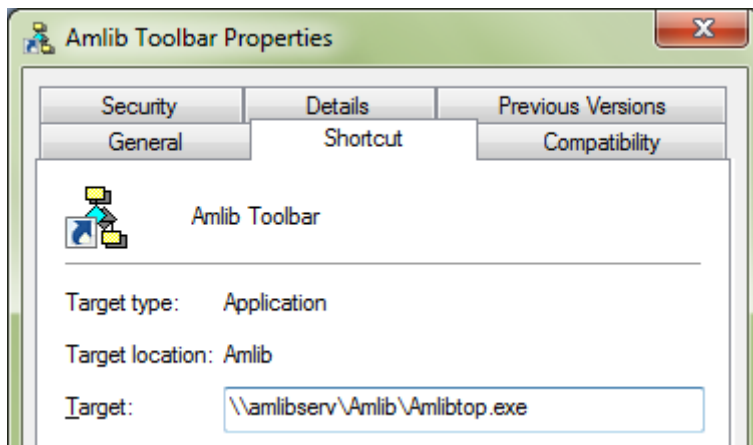 Amlib Toolbar Properties
Security Details Previous Versions
General Shortcut Compatibility
Amlib Toolbar
Target type: Application
Target location: Amlib
Target: \\amlibserv\Amlib\Amlibtop.exe